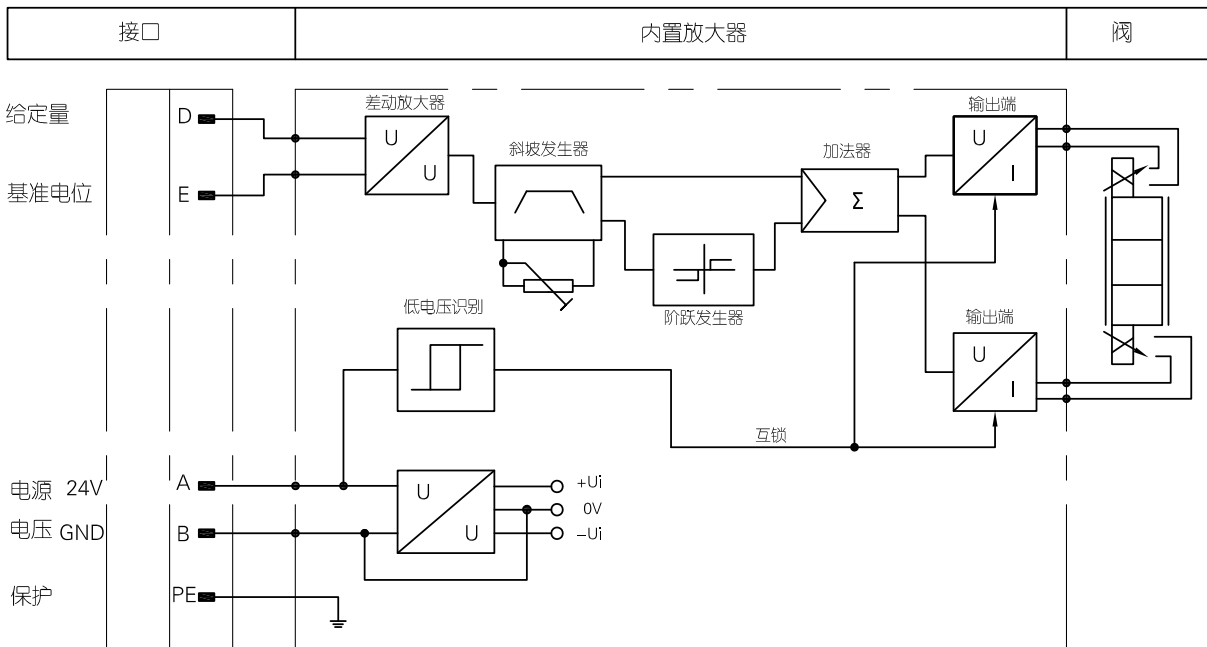 接口 内置放大器 阀
差动放大器 输出端
给定量 D U U I
斜坡发生器 加法器
基准电位 E Σ
低电压识别 阶跃发生器 输出端
U I
互锁
电源 24V A U U +Ui
0V
电压 GND B -Ui
保护 PE